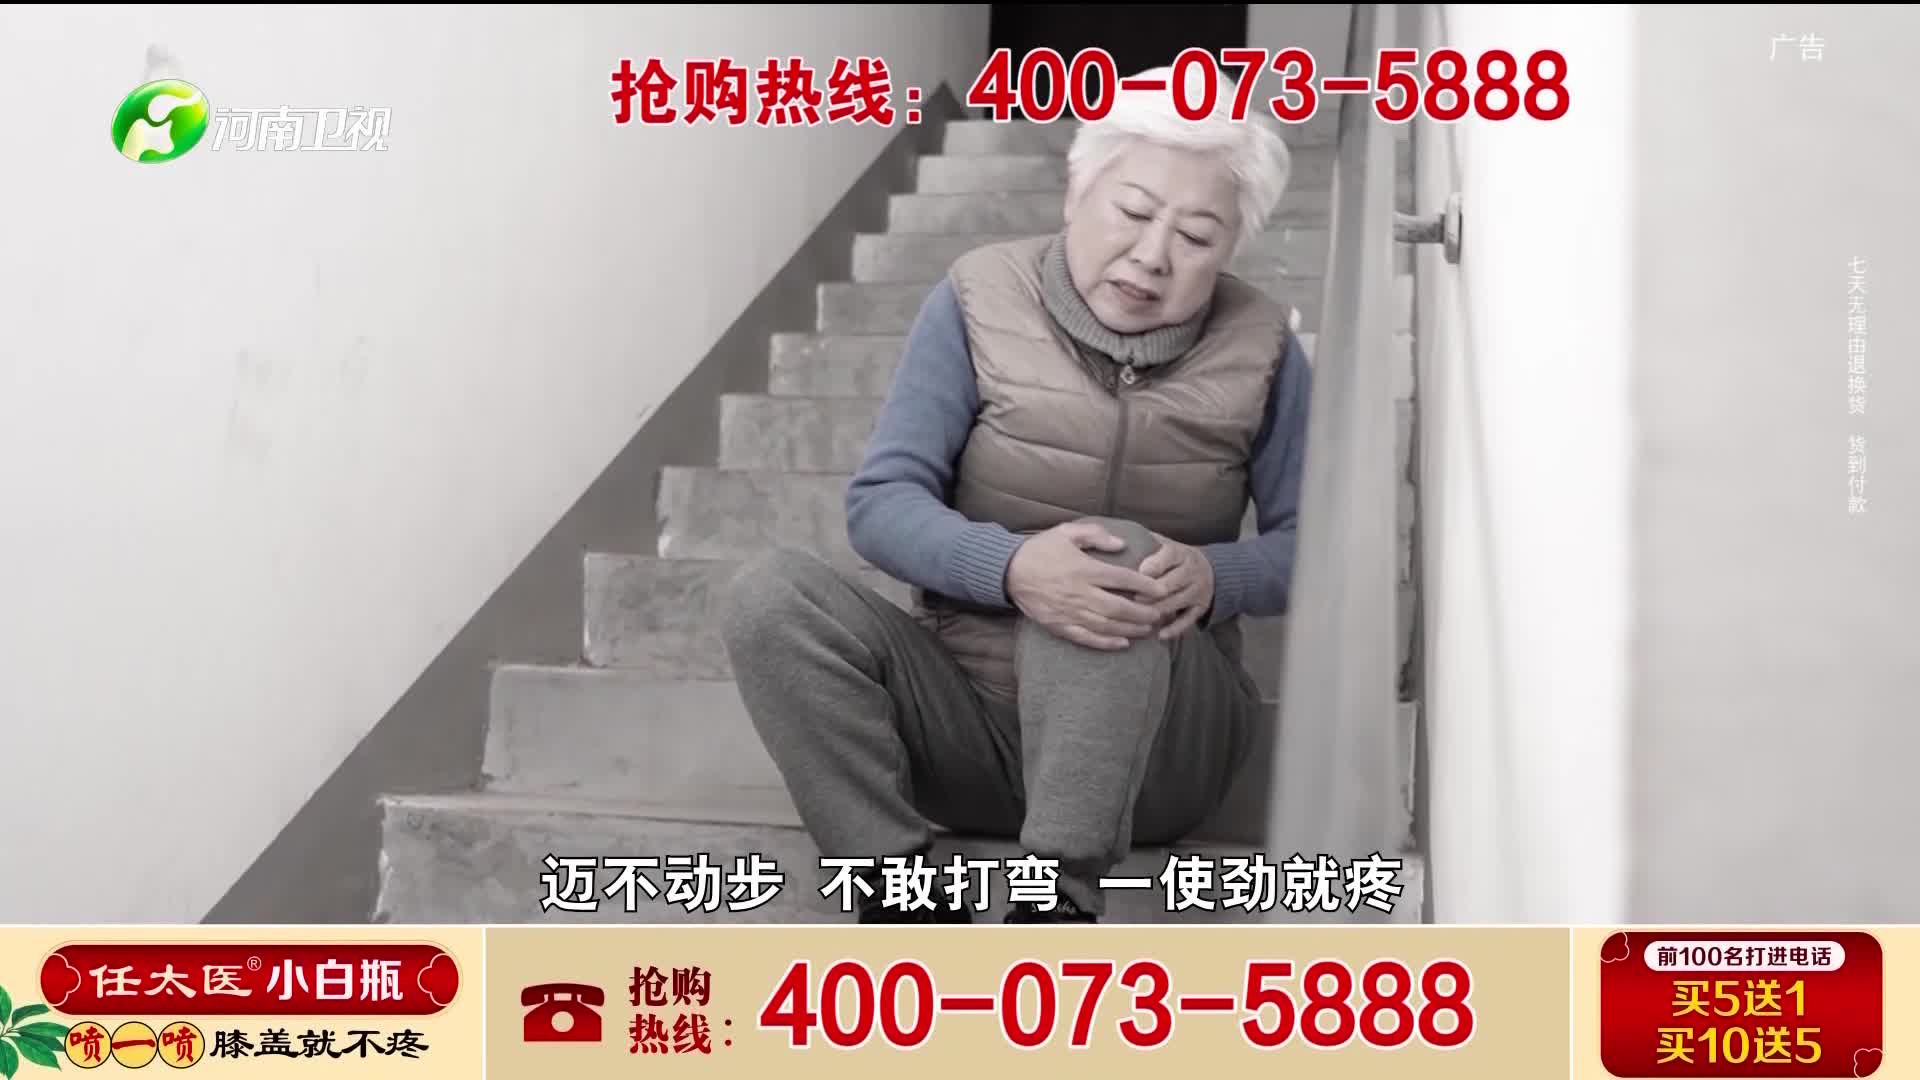 抢购热线：400-073-5888
广告
河南卫视
七天无理由退换货 货到付款
迈不动步 不敢打弯 一使劲就疼
任太医®小白瓶
喷一喷 膝盖就不疼
抢购
热线：
400-073-5888
前100名打进电话
买5送1
买10送5